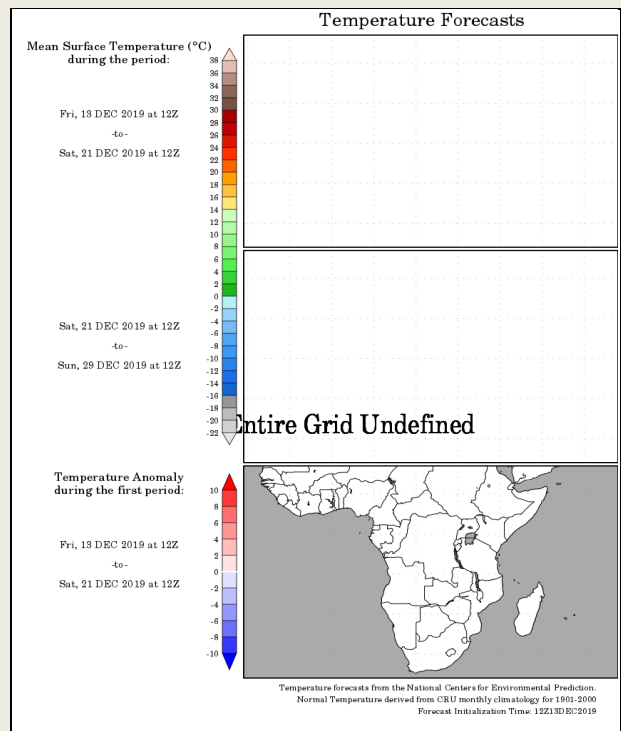 Temperature Forecasts
Mean Surface Temperature (°C)
during the period:
Fri, 13 DEC 2019 at 12Z
-to-
Sat, 21 DEC 2019 at 12Z
38
36
34
32
30
28
26
24
22
20
18
16
14
12
10
8
6
4
2
0
-2
-4
-6
-8
-10
-12
-14
-16
-18
-20
-22
Sat, 21 DEC 2019 at 12Z
-to-
Sun, 29 DEC 2019 at 12Z
Entire Grid Undefined
Temperature Anomaly
during the first period:
Fri, 13 DEC 2019 at 12Z
-to-
Sat, 21 DEC 2019 at 12Z
10
8
6
4
2
0
-2
-4
-6
-8
-10
Temperature forecasts from the National Centers for Environmental Prediction.
Normal Temperature derived from CRU monthly climatology for 1901-2000
Forecast Initialization Time: 12Z13DEC2019